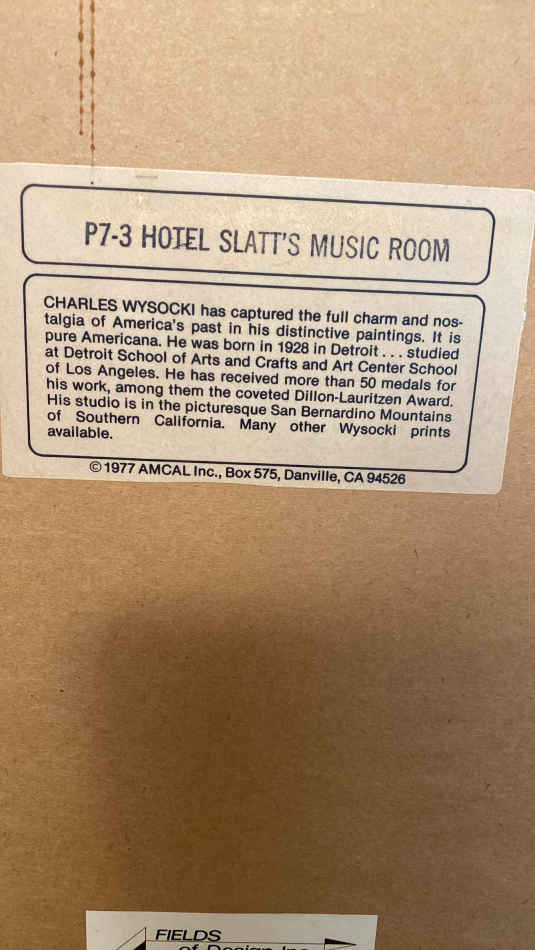 P7-3 HOTEL SLATT'S MUSIC ROOM
CHARLES WYSOCKI has captured the full charm and nos-
talgia of America's past in his distinctive paintings. It is
pure Americana. He was born in 1928 in Detroit . . . studied
at Detroit School of Arts and Crafts and Art Center School
of Los Angeles. He has received more than 50 medals for
his work, among them the coveted Dillon-Lauritzen Award.
His studio is in the picturesque San Bernardino Mountains
of Southern California. Many other Wysocki prints
available.
© 1977 AMCAL Inc., Box 575, Danville, CA 94526
FIELDS
of Design Inc